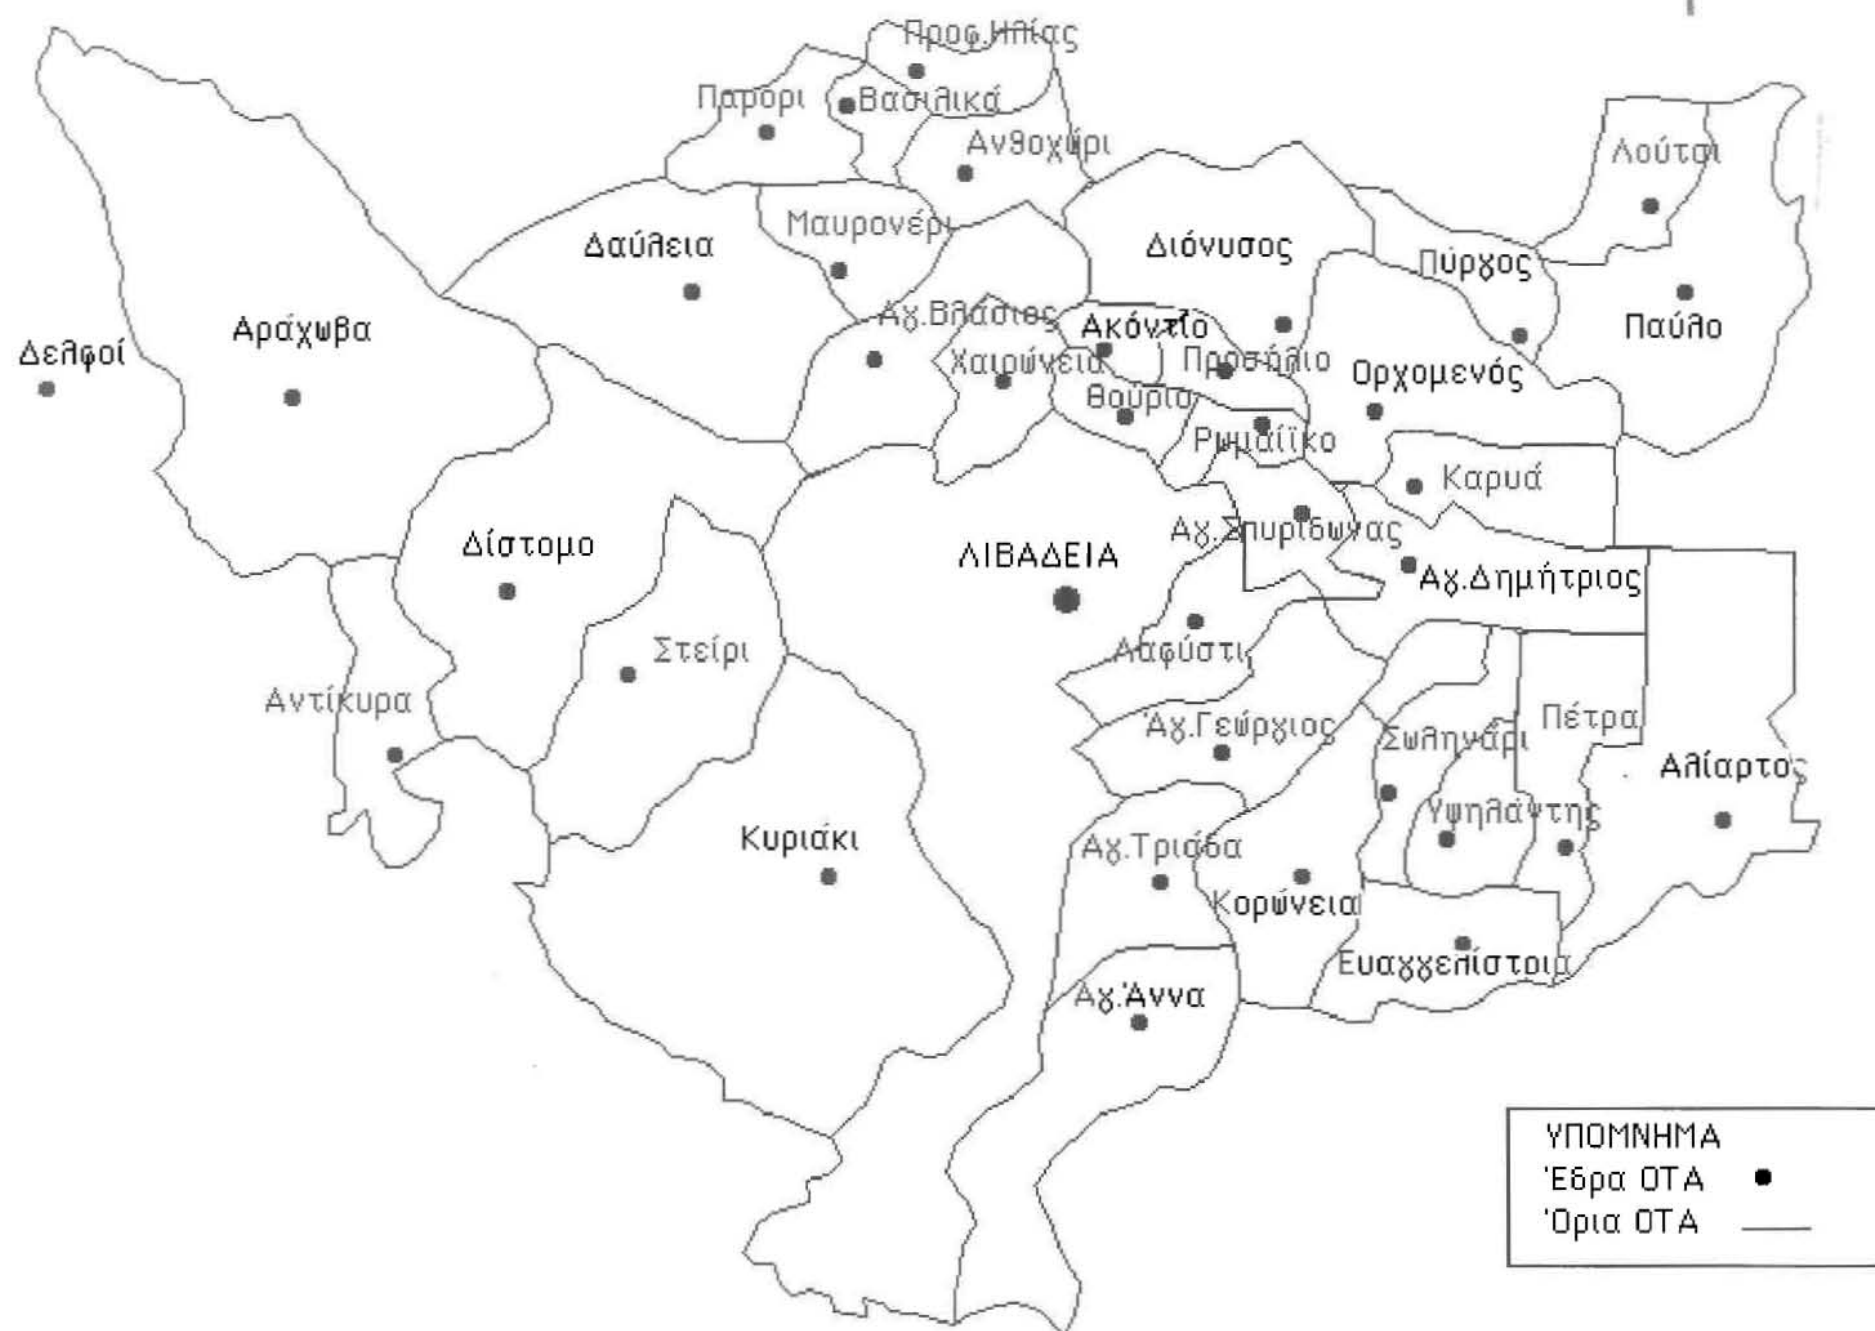 Προφ.Ηλίας
Παρόρι
Βασιλικά
Ανθοχώρι
Λούτσι
Μαυρονέρι
Δαύλεια
Διόνυσος
Πύργος
Αγ.Βλάσιος
Ακόντιο
Παύλο
Αράχωβα
Δελφοί
Χαιρώνεια
Προσήλιο
Ορχομενός
Θούριο
Ρωμαίϊκο
Καρυά
Αγ.Σπυρίδωνας
Δίστομο
ΛΙΒΑΔΕΙΑ
Αγ.Δημήτριος
Στείρι
Λαφύστι
Αντίκυρα
Άγ.Γεώργιος
Σωληνάρι
Πέτρα
Αλίαρτος
Υψηλάντης
Κυριάκι
Αγ.Τριάδα
Κορώνεια
Ευαγγελίστρια
Αγ.Άννα
ΥΠΟΜΝΗΜΑ
Έδρα ΟΤΑ
Όρια ΟΤΑ